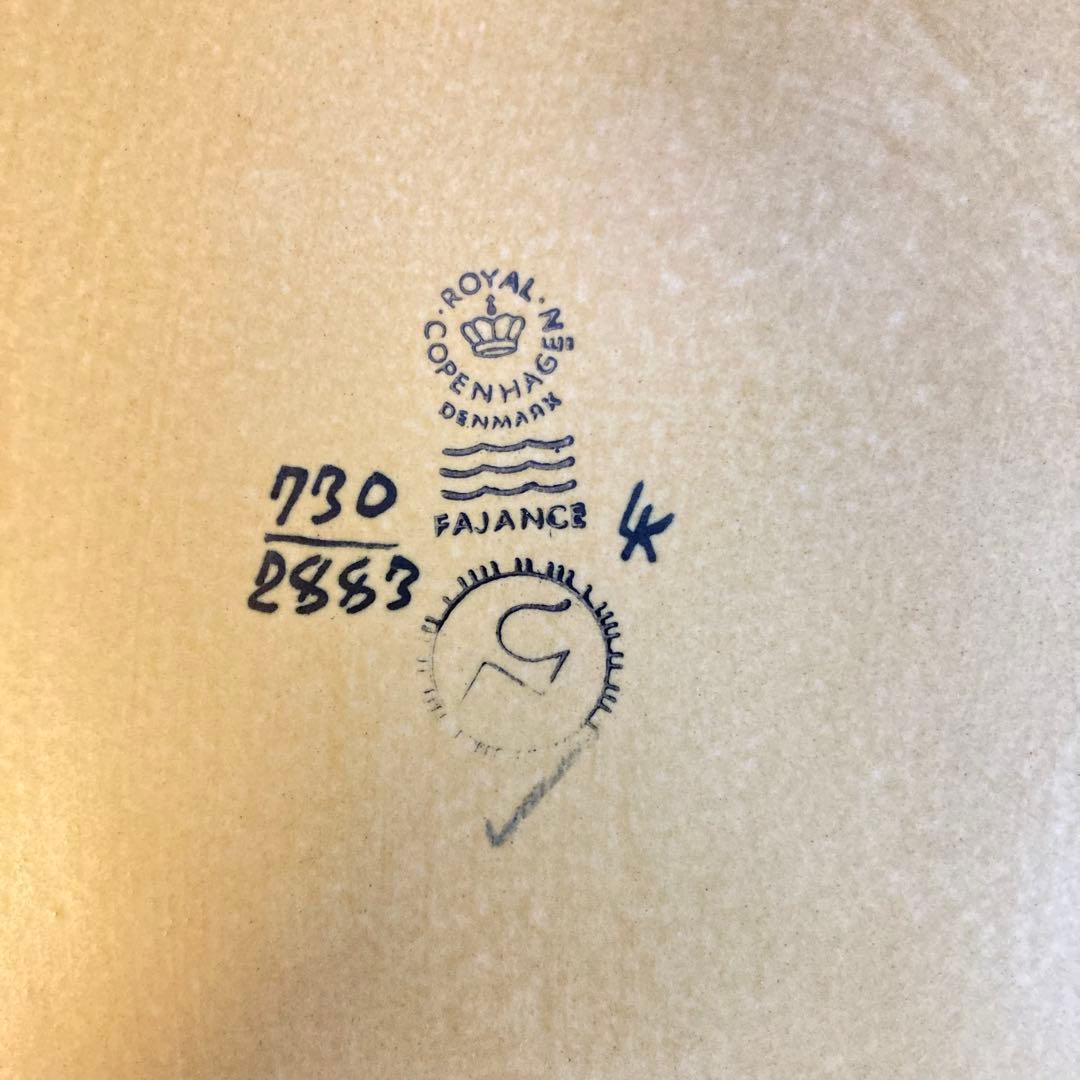 ROYAL
COPENHAGEN
DENMARK
FAJANCE
730
2883